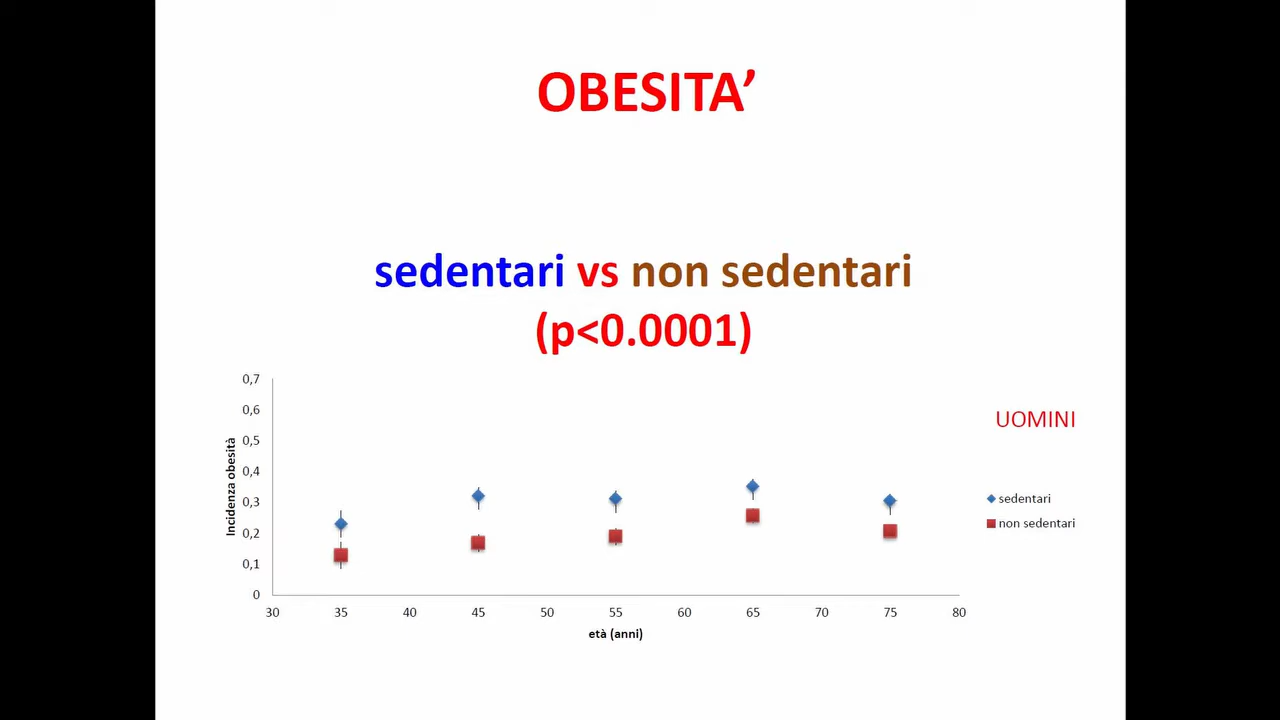 OBESITA’
sedentari vs non sedentari
(p<0.0001)
0,7
0,6
0,5
0,4
0,3
0,2
0,1
0
Incidenza obesità
30 35 40 45 50 55 60 65 70 75 80
età (anni)
UOMINI
sedentari
non sedentari